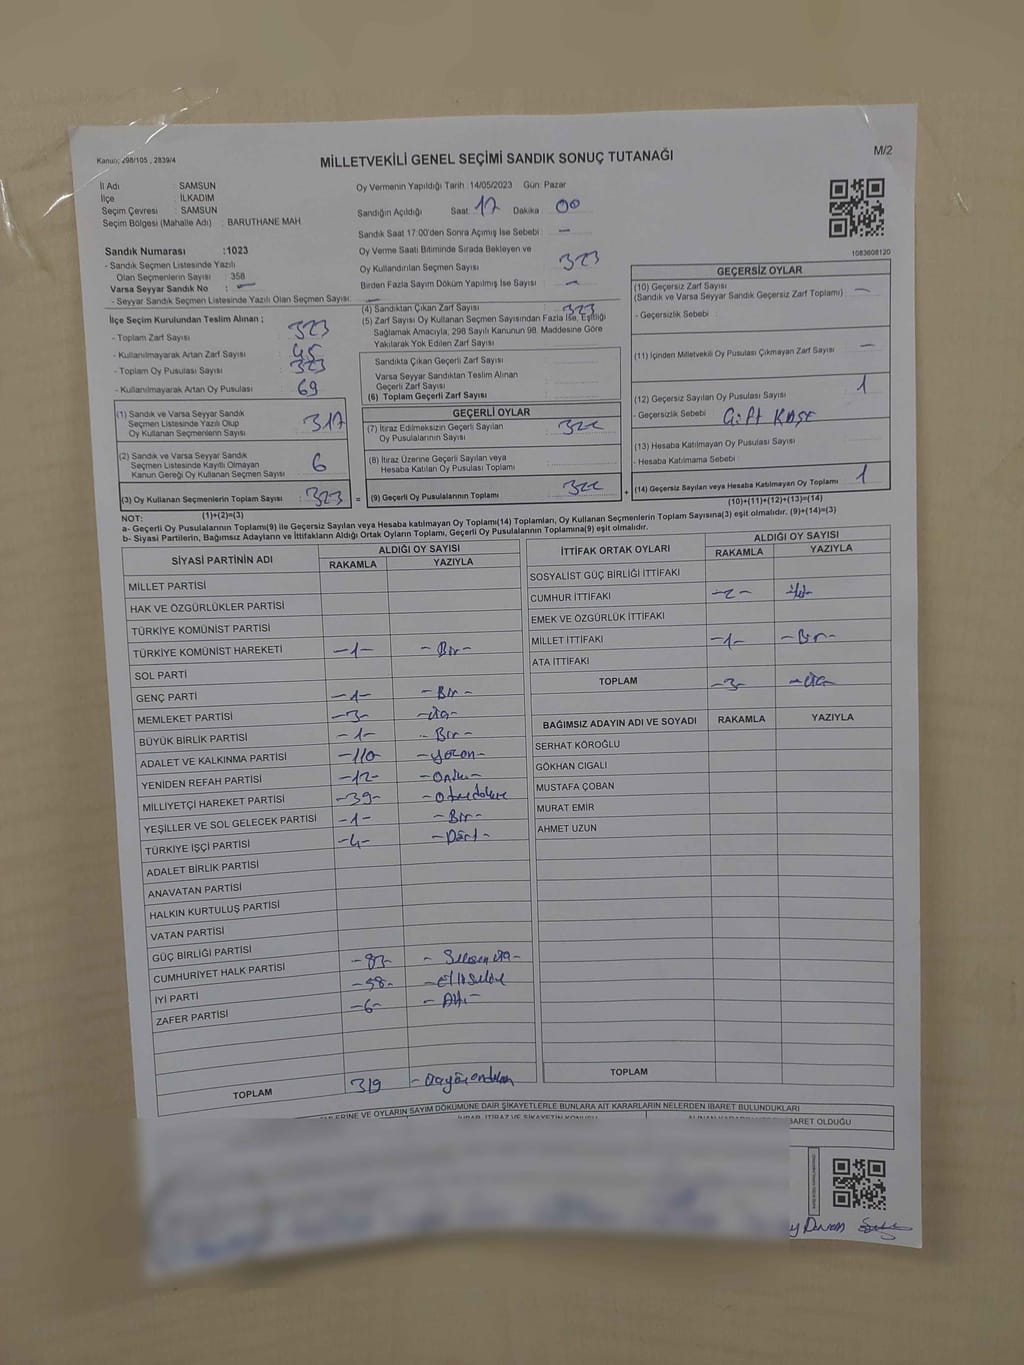 Kanun; 298/105 , 2839/4
MİLLETVEKİLİ GENEL SEÇİMİ SANDIK SONUÇ TUTANAĞI
M/2
İl Adı : SAMSUN
İlçe : İLKADIM
Seçim Çevresi : SAMSUN
Seçim Bölgesi (Mahalle Adı) : BARUTHANE MAH.
Sandık Numarası :1023
- Sandık Seçmen Listesinde Yazılı
Olan Seçmenlerin Sayısı : 358
Varsa Seyyar Sandık No : –
- Seyyar Sandık Seçmen Listesinde Yazılı Olan Seçmen Sayısı : –
Oy Vermenin Yapıldığı Tarih :14/05/2023 Gün: Pazar
Sandığın Açıldığı Saat: 17 Dakika 00
Sandık Saat 17:00'den Sonra Açımış İse Sebebi : –
Oy Verme Saati Bitiminde Sırada Bekleyen ve
Oy Kullandırılan Seçmen Sayısı : 323
Birden Fazla Sayım Döküm Yapılmış İse Sayısı : –
1083608120
İlçe Seçim Kurulundan Teslim Alınan ;
- Toplam Zarf Sayısı : 323
- Kullanılmayarak Artan Zarf Sayısı : 45
- Toplam Oy Pusulası Sayısı : 323
- Kullanılmayarak Artan Oy Pusulası : 69
(1) Sandık ve Varsa Seyyar Sandık
Seçmen Listesinde Yazılı Olup
Oy Kullanan Seçmenlerin Sayısı : 317
(2) Sandık ve Varsa Seyyar Sandık
Seçmen Listesinde Kayıtlı Olmayan
Kanun Gereği Oy Kullanan Seçmen Sayısı : 6
(3) Oy Kullanan Seçmenlerin Toplam Sayısı : 323
(1)+(2)=(3)
(4) Sandıktan Çıkan Zarf Sayısı : 323
(5) Zarf Sayısı Oy Kullanan Seçmen Sayısından Fazla İse, Eşitliği
Sağlamak Amacıyla, 298 Sayılı Kanunun 98. Maddesine Göre
Yakılarak Yok Edilen Zarf Sayısı :
Sandıkta Çıkan Geçerli Zarf Sayısı :
Varsa Seyyar Sandıktan Teslim Alınan
Geçerli Zarf Sayısı :
(6) Toplam Geçerli Zarf Sayısı :
GEÇERLİ OYLAR
(7) İtiraz Edilmeksizin Geçerli Sayılan
Oy Pusulalarının Sayısı : 322
(8) İtiraz Üzerine Geçerli Sayılan veya
Hesaba Katılan Oy Pusulası Toplamı :
= (9) Geçerli Oy Pusulalarının Toplamı : 322 +
GEÇERSİZ OYLAR
(10) Geçersiz Zarf Sayısı
(Sandık ve Varsa Seyyar Sandık Geçersiz Zarf Toplamı) : –
- Geçersizlik Sebebi :
(11) İçinden Milletvekili Oy Pusulası Çıkmayan Zarf Sayısı : –
(12) Geçersiz Sayılan Oy Pusulası Sayısı : 1
- Geçersizlik Sebebi : Çift KAŞE
(13) Hesaba Katılmayan Oy Pusulası Sayısı :
- Hesaba Katılmama Sebebi :
(14) Geçersiz Sayılan veya Hesaba Katılmayan Oy Toplamı : 1
(10)+(11)+(12)+(13)=(14)
NOT:
a- Geçerli Oy Pusulalarının Toplamı(9) ile Geçersiz Sayılan veya Hesaba katılmayan Oy Toplamı(14) Toplamları, Oy Kullanan Seçmenlerin Toplam Sayısına(3) eşit olmalıdır. (9)+(14)=(3)
b- Siyasi Partilerin, Bağımsız Adayların ve İttifakların Aldığı Ortak Oyların Toplamı, Geçerli Oy Pusulalarının Toplamına(9) eşit olmalıdır.
SİYASİ PARTİNİN ADI ALDIĞI OY SAYISI
RAKAMLA YAZIYLA
MİLLET PARTİSİ
HAK VE ÖZGÜRLÜKLER PARTİSİ
TÜRKİYE KOMÜNİST PARTİSİ
TÜRKİYE KOMÜNİST HAREKETİ -1- - Bir -
SOL PARTİ
GENÇ PARTİ -1- - Bir -
MEMLEKET PARTİSİ -3- - Üç -
BÜYÜK BİRLİK PARTİSİ -1- - Bir -
ADALET VE KALKINMA PARTİSİ -110- - yüzon -
YENİDEN REFAH PARTİSİ -12- - Oniki -
MİLLİYETÇİ HAREKET PARTİSİ -39- - Otuzdokuz
YEŞİLLER VE SOL GELECEK PARTİSİ -1- - Bir -
TÜRKİYE İŞÇİ PARTİSİ -4- - Dört -
ADALET BİRLİK PARTİSİ
ANAVATAN PARTİSİ
HALKIN KURTULUŞ PARTİSİ
VATAN PARTİSİ
GÜÇ BİRLİĞİ PARTİSİ
CUMHURİYET HALK PARTİSİ -83- - Seksenüç -
İYİ PARTİ -58- - Ellisekiz
ZAFER PARTİSİ -6- - Altı -
TOPLAM 319 - Üçyüzondokuz
İTTİFAK ORTAK OYLARI ALDIĞI OY SAYISI
RAKAMLA YAZIYLA
SOSYALİST GÜÇ BİRLİĞİ İTTİFAKI
CUMHUR İTTİFAKI -2- - İki -
EMEK VE ÖZGÜRLÜK İTTİFAKI
MİLLET İTTİFAKI -1- - Bir -
ATA İTTİFAKI
TOPLAM -3- - Üç -
BAĞIMSIZ ADAYIN ADI VE SOYADI RAKAMLA YAZIYLA
SERHAT KÖROĞLU
GÖKHAN CIGALI
MUSTAFA ÇOBAN
MURAT EMİR
AHMET UZUN
TOPLAM
EMLERİNE VE OYLARIN SAYIM DÖKÜMÜNE DAİR ŞİKAYETLERLE BUNLARA AİT KARARLARIN NELERDEN İBARET BULUNDUKLARI
BARET OLDUĞU